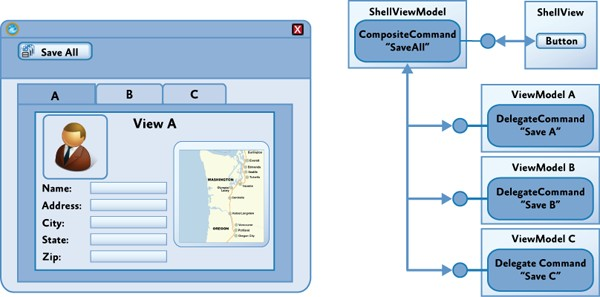 Save All
A
B
C
View A
Name:
Address:
City:
State:
Zip:
WASHINGTON
OREGON
ShellViewModel
CompositeCommand
"SaveAll"
ShellView
Button
ViewModel A
DelegateCommand
"Save A"
ViewModel B
DelegateCommand
"Save B"
ViewModel C
Delegate Command
"Save C"